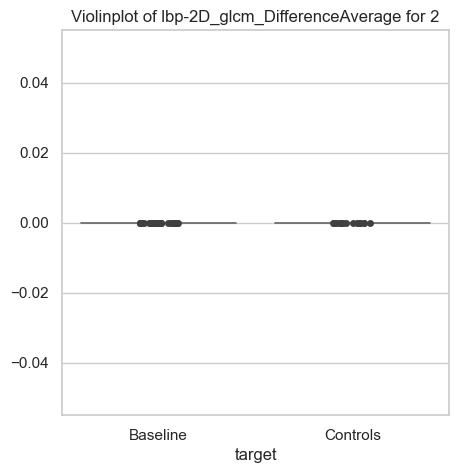 Violinplot of lbp-2D_glcm_DifferenceAverage for 2
0.04
0.02
0.00
−0.02
−0.04
Baseline
Controls
target